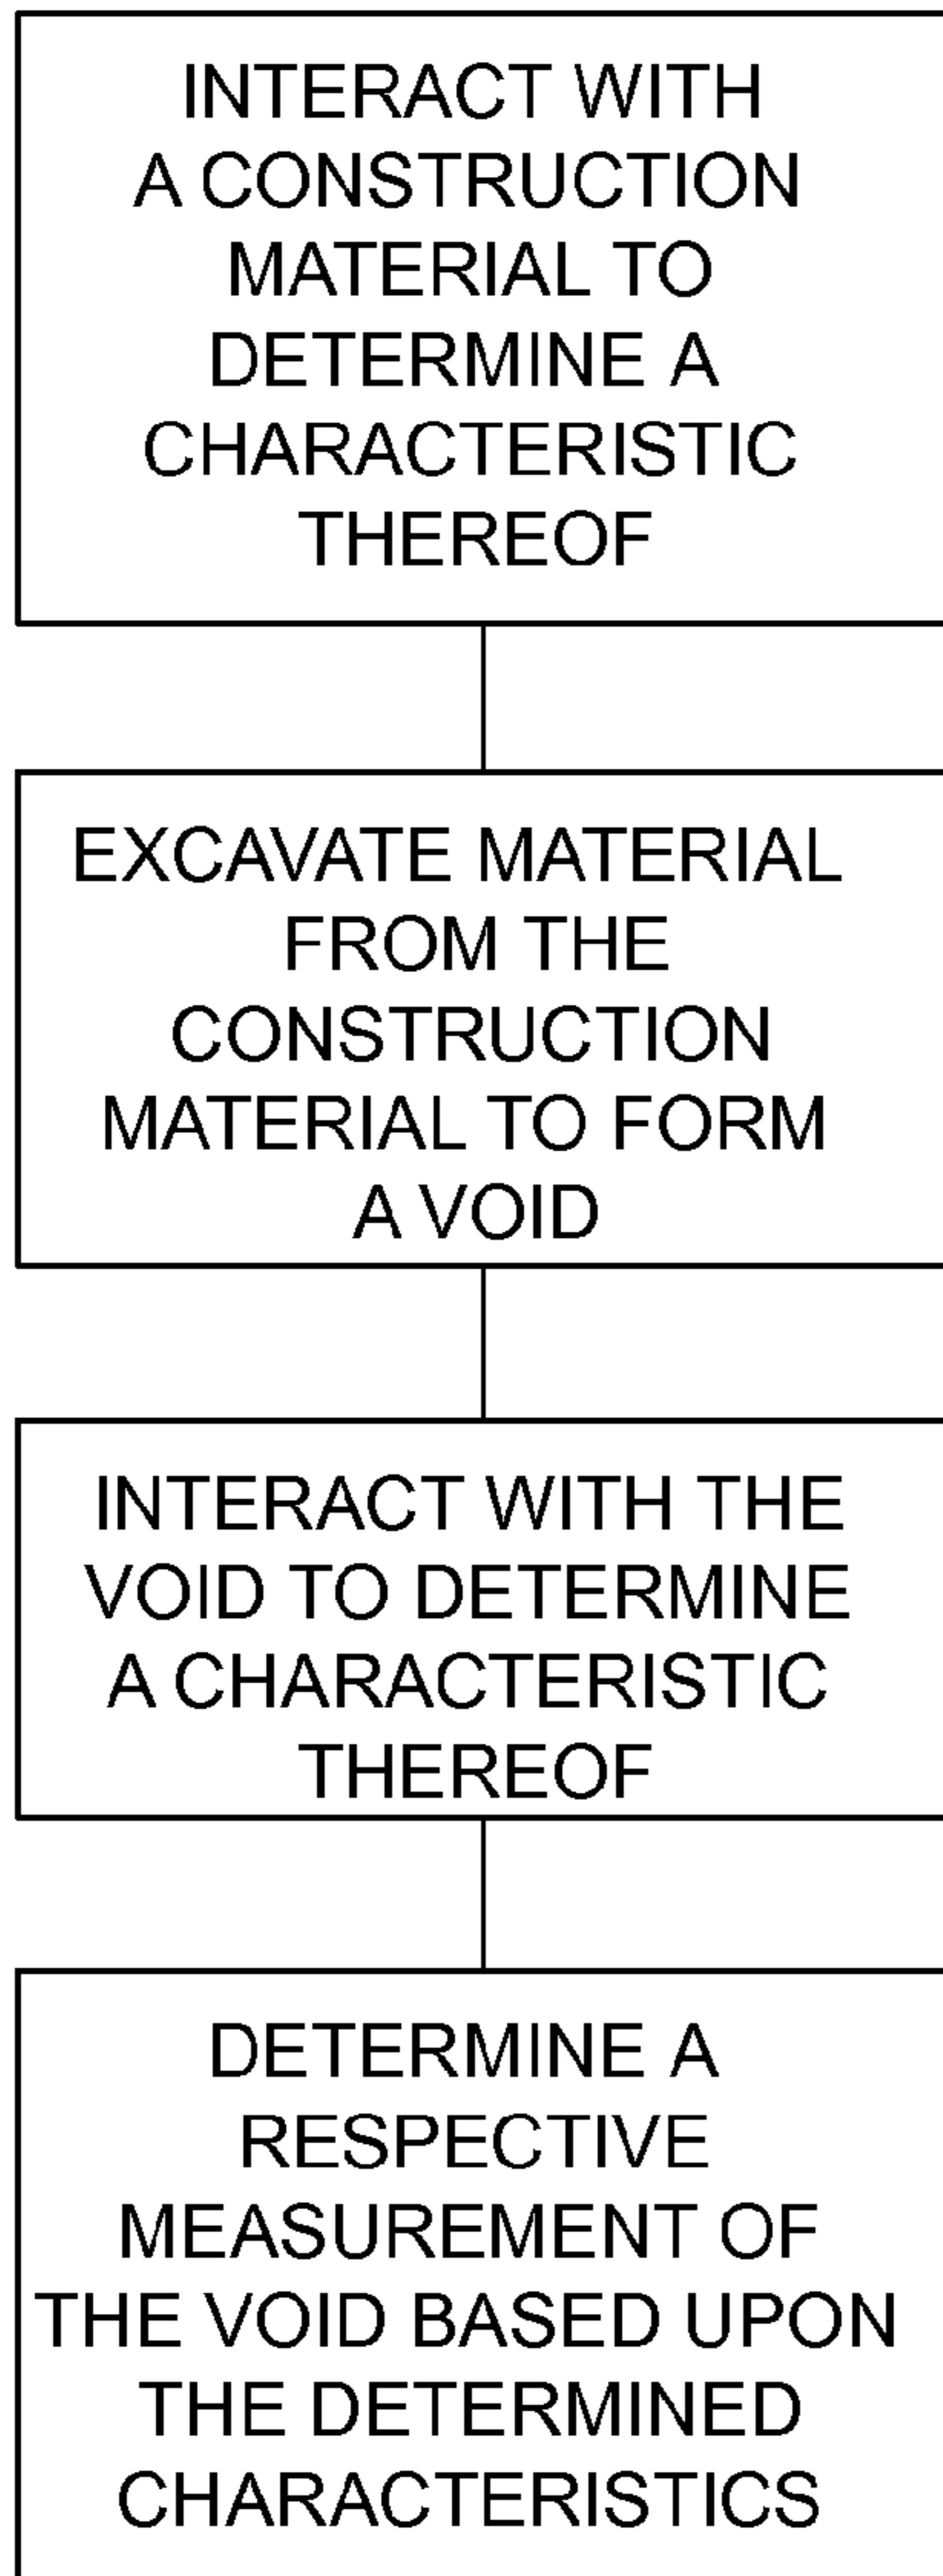 INTERACT WITH
A CONSTRUCTION
MATERIAL TO
DETERMINE A
CHARACTERISTIC
THEREOF
EXCAVATE MATERIAL
FROM THE
CONSTRUCTION
MATERIAL TO FORM
A VOID
INTERACT WITH THE
VOID TO DETERMINE
A CHARACTERISTIC
THEREOF
DETERMINE A
RESPECTIVE
MEASUREMENT OF
THE VOID BASED UPON
THE DETERMINED
CHARACTERISTICS